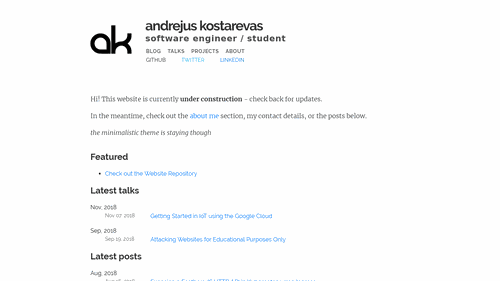 ak
andrejus kostarevas
software engineer / student
BLOG TALKS PROJECTS ABOUT
GITHUB TWITTER LINKEDIN
Hi! This website is currently under construction - check back for updates.
In the meantime, check out the about me section, my contact details, or the posts below.
the minimalistic theme is staying though
Featured
Check out the Website Repository
Latest talks
Nov, 2018
Nov 07, 2018 Getting Started in IoT using the Google Cloud
Sep, 2018
Sep 19, 2018 Attacking Websites for Educational Purposes Only
Latest posts
Aug, 2018